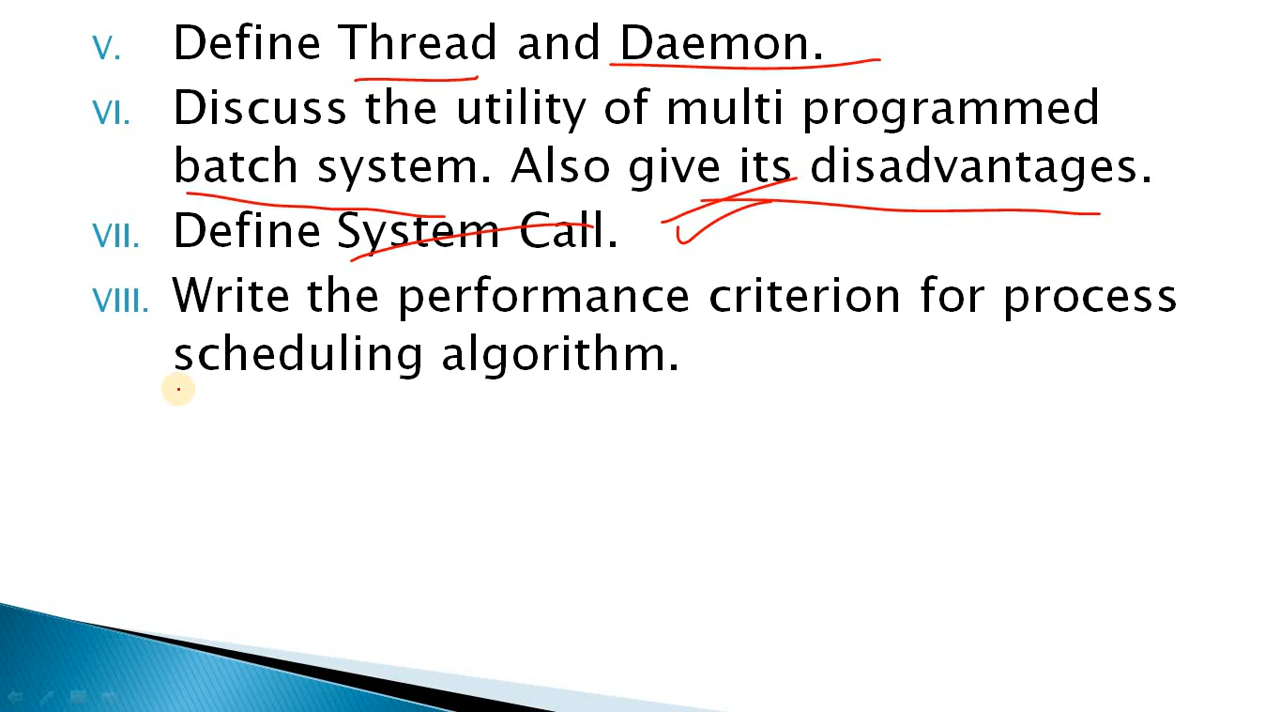 V. Define Thread and Daemon.
VI. Discuss the utility of multi programmed
batch system. Also give its disadvantages.
VII. Define System Call.
VIII. Write the performance criterion for process
scheduling algorithm.